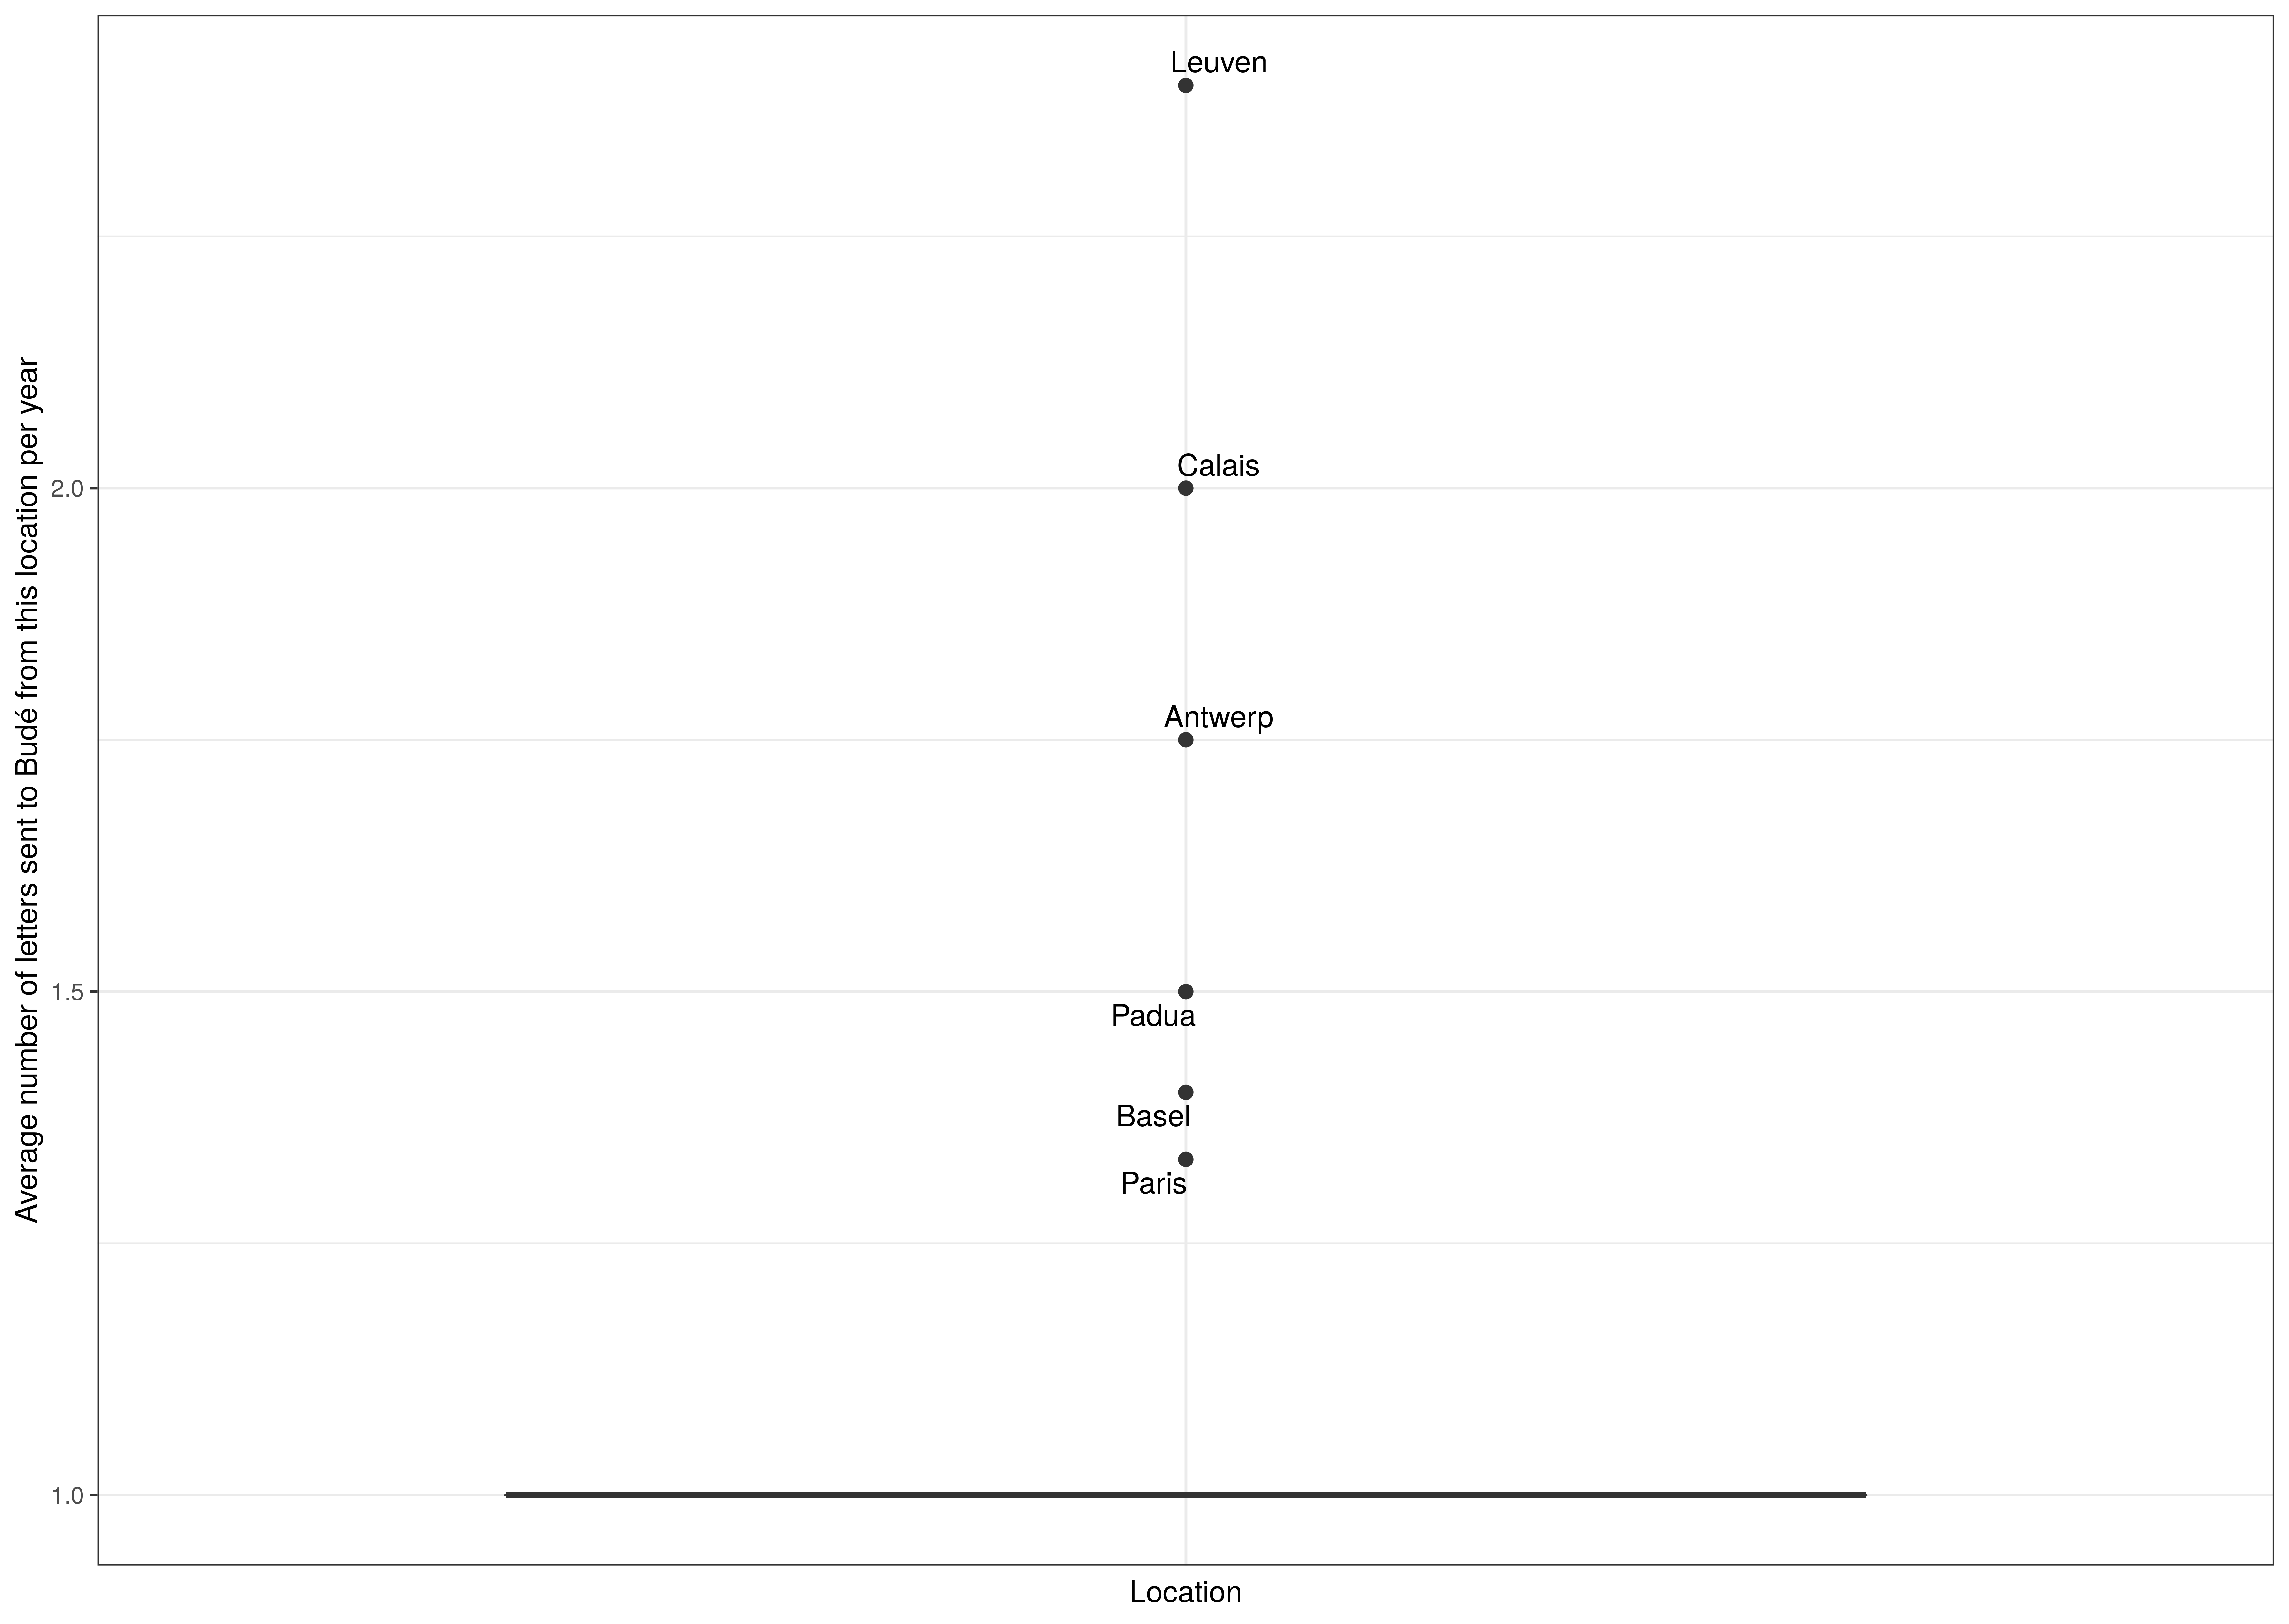 Average number of letters sent to Budé from this location per year
2.0
1.5
1.0
Leuven
Calais
Antwerp
Padua
Basel
Paris
Location